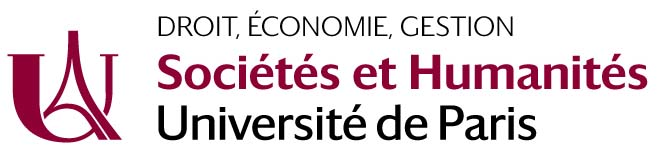 DROIT, ÉCONOMIE, GESTION
Sociétés et Humanités
Université de Paris